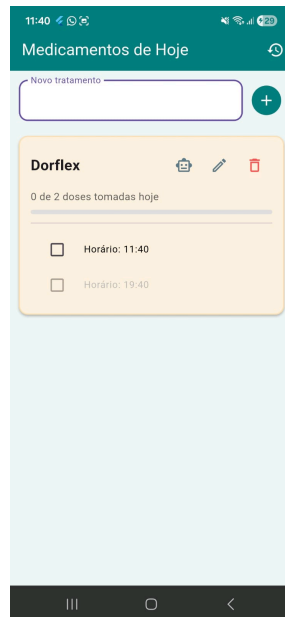 11:40
29
Medicamentos de Hoje
Novo tratamento
Dorflex
0 de 2 doses tomadas hoje
Horário: 11:40
Horário: 19:40